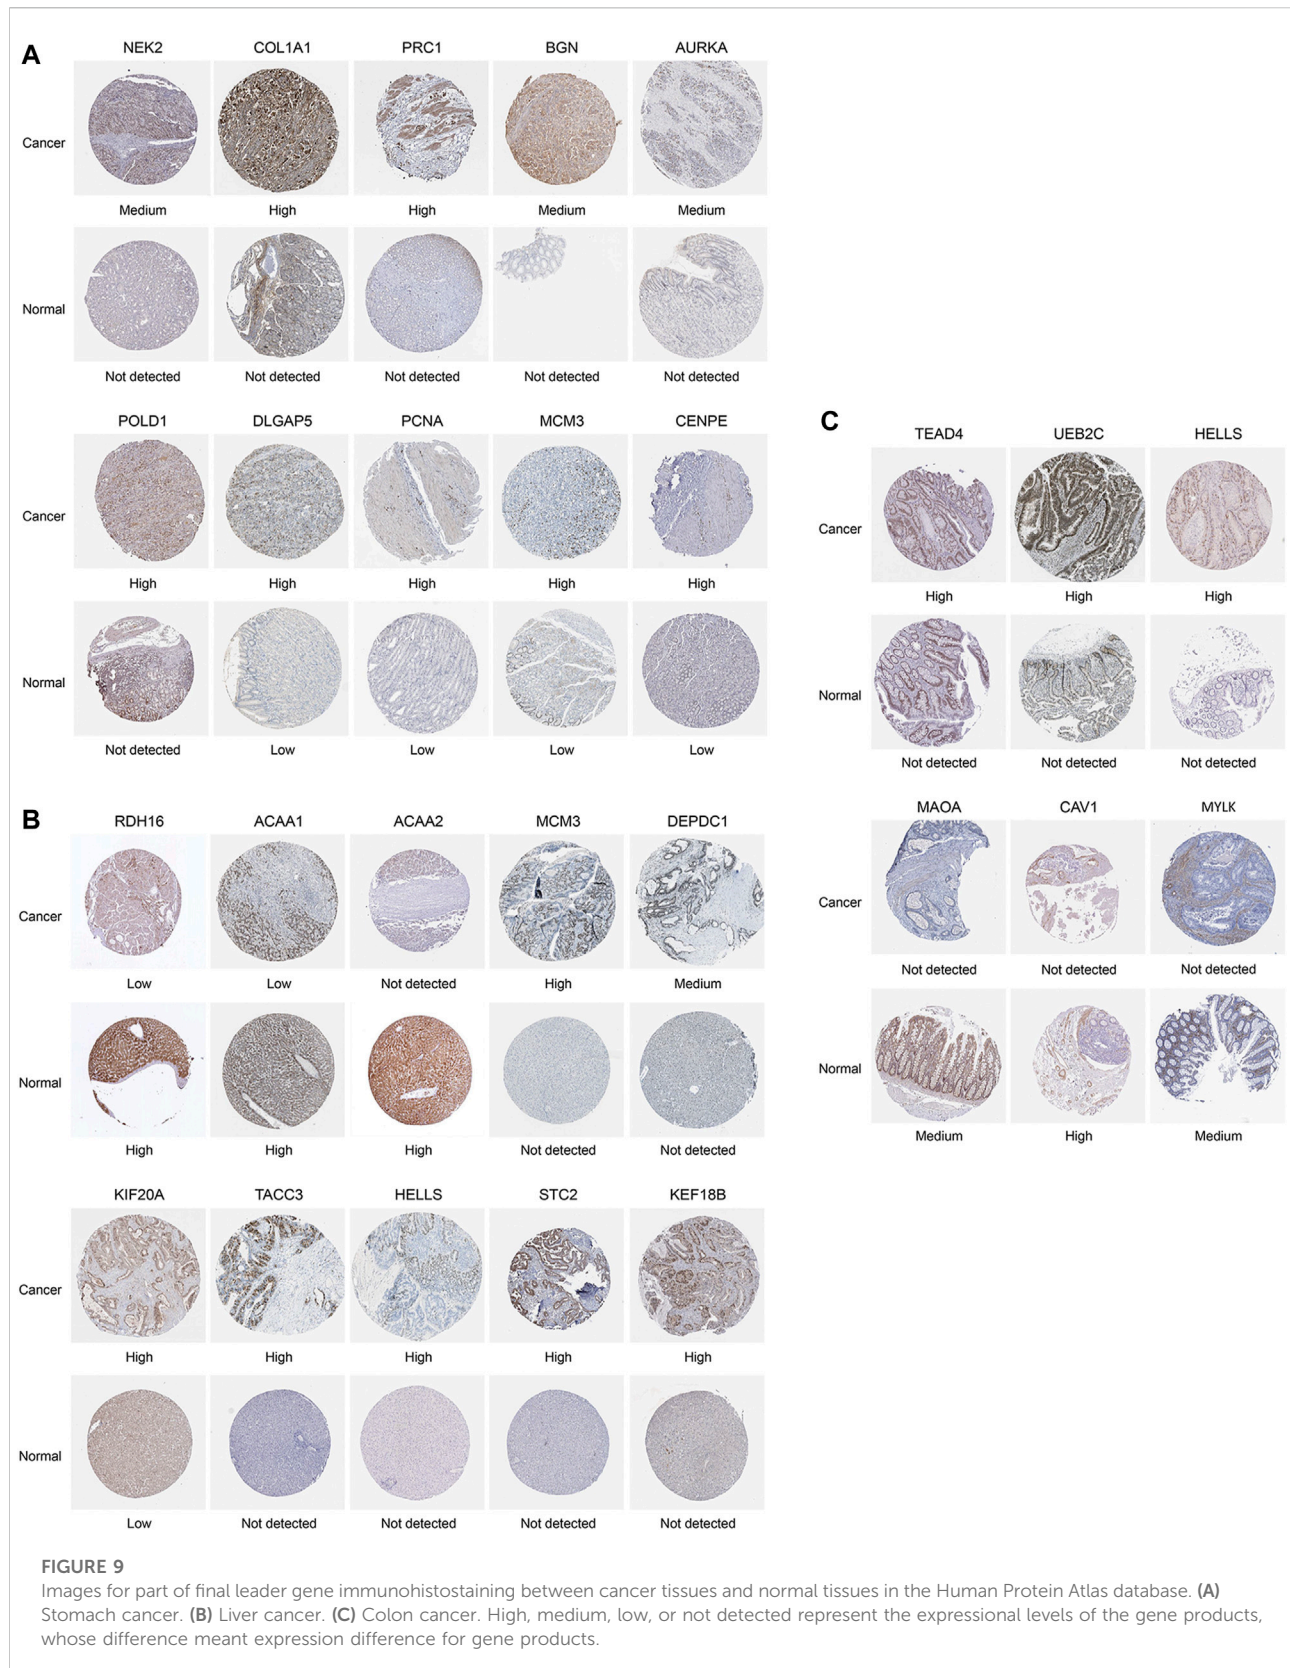 A
NEK2 COL1A1 PRC1 BGN AURKA
Cancer
Medium High High Medium Medium
Normal
Not detected Not detected Not detected Not detected Not detected
POLD1 DLGAP5 PCNA MCM3 CENPE
Cancer
High High High High High
Normal
Not detected Low Low Low Low
B
RDH16 ACAA1 ACAA2 MCM3 DEPDC1
Cancer
Low Low Not detected High Medium
Normal
High High High Not detected Not detected
KIF20A TACC3 HELLS STC2 KEF18B
Cancer
High High High High High
Normal
Low Not detected Not detected Not detected Not detected
C
TEAD4 UEB2C HELLS
Cancer
High High High
Normal
Not detected Not detected Not detected
MAOA CAV1 MYLK
Cancer
Not detected Not detected Not detected
Normal
Medium High Medium
FIGURE 9
Images for part of final leader gene immunohistostaining between cancer tissues and normal tissues in the Human Protein Atlas database. (A)
Stomach cancer. (B) Liver cancer. (C) Colon cancer. High, medium, low, or not detected represent the expressional levels of the gene products,
whose difference meant expression difference for gene products.